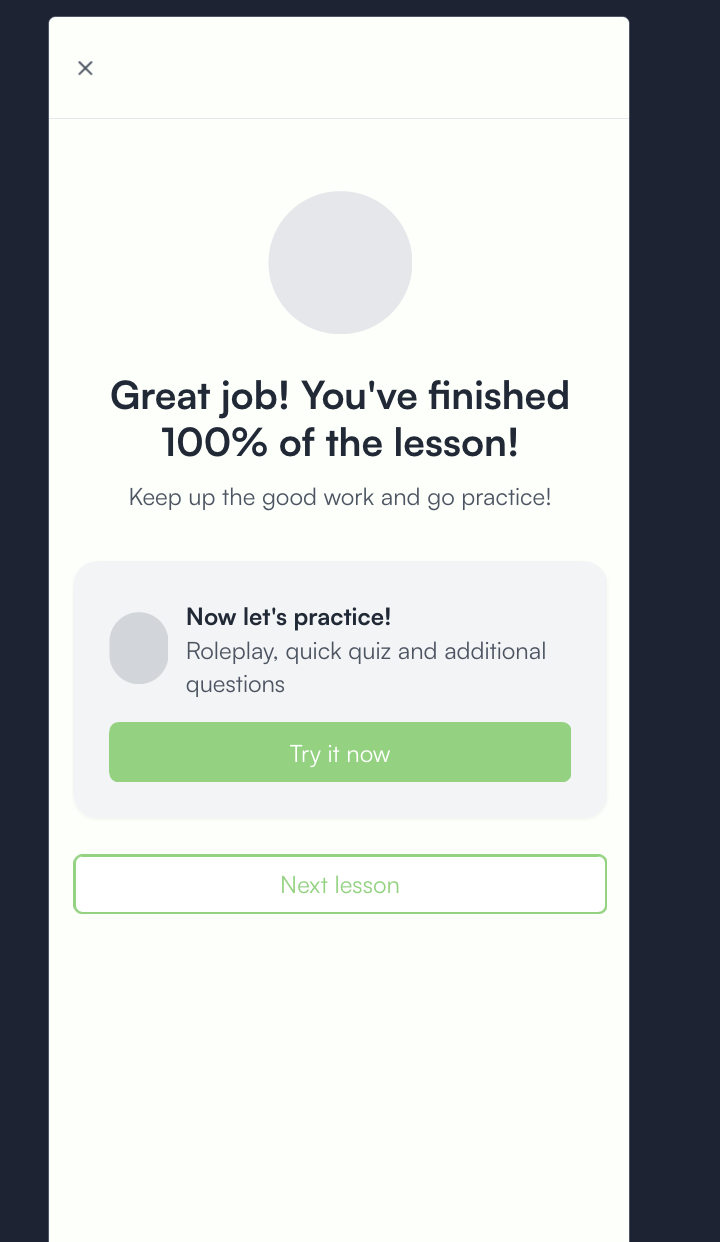 Great job! You've finished
100% of the lesson!
Keep up the good work and go practice!
Now let's practice!
Roleplay, quick quiz and additional
questions
Try it now
Next lesson